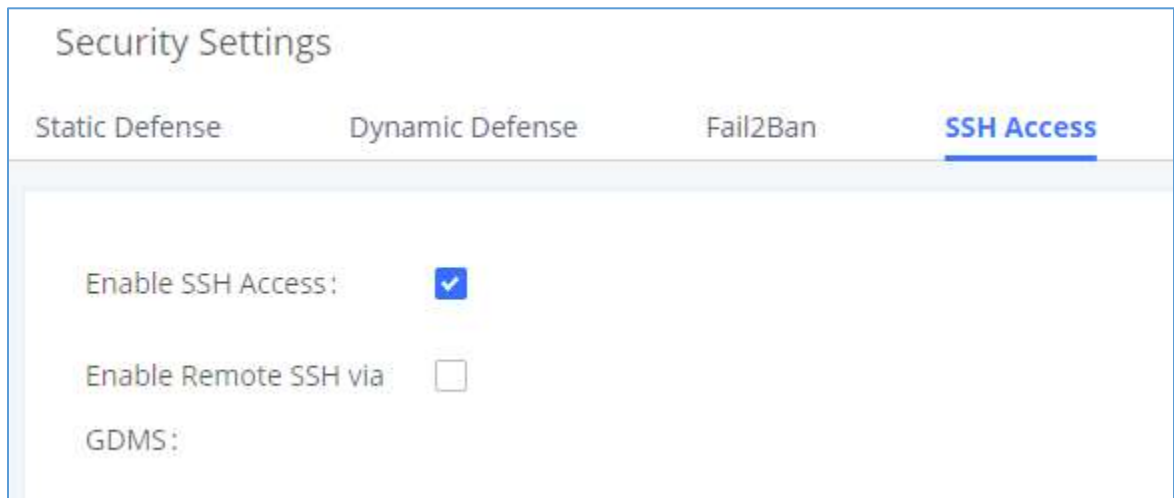 Security Settings
Static Defense Dynamic Defense Fail2Ban SSH Access
Enable SSH Access:
Enable Remote SSH via
GDMS: